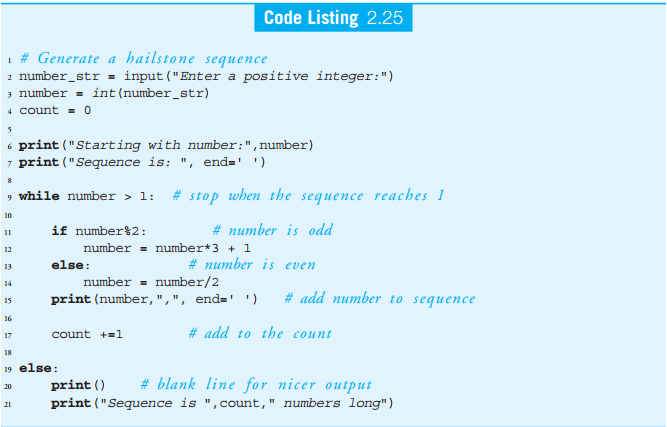 Code Listing 2.25
1 # Generate a hailstone sequence
2 number_str = input("Enter a positive integer:")
3 number = int(number_str)
4 count = 0
5
6 print("Starting with number:",number)
7 print("Sequence is: ", end=' ')
8
9 while number > 1:  # stop when the sequence reaches 1
10
11     if number%2:        # number is odd
12         number = number*3 + 1
13     else:            # number is even
14         number = number/2
15     print(number,",", end=' ')   # add number to sequence
16
17     count +=1        # add to the count
18
19 else:
20     print()    # blank line for nicer output
21     print("Sequence is ",count," numbers long")